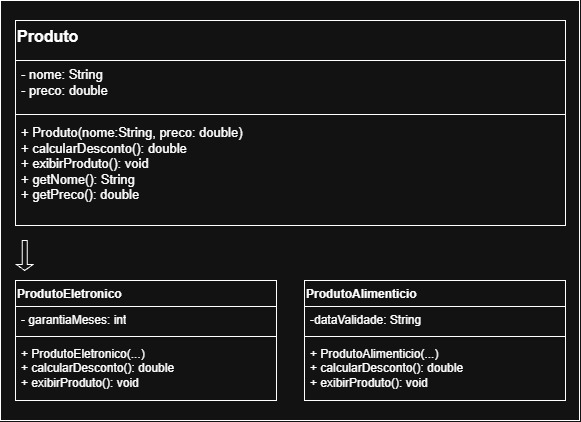 Produto
- nome: String
- preco: double
+ Produto(nome:String, preco: double)
+ calcularDesconto(): double
+ exibirProduto(): void
+ getNome(): String
+ getPreco(): double
ProdutoEletronico
- garantiaMeses: int
+ ProdutoEletronico(...)
+ calcularDesconto(): double
+ exibirProduto(): void
ProdutoAlimenticio
-dataValidade: String
+ ProdutoAlimenticio(...)
+ calcularDesconto(): double
+ exibirProduto(): void